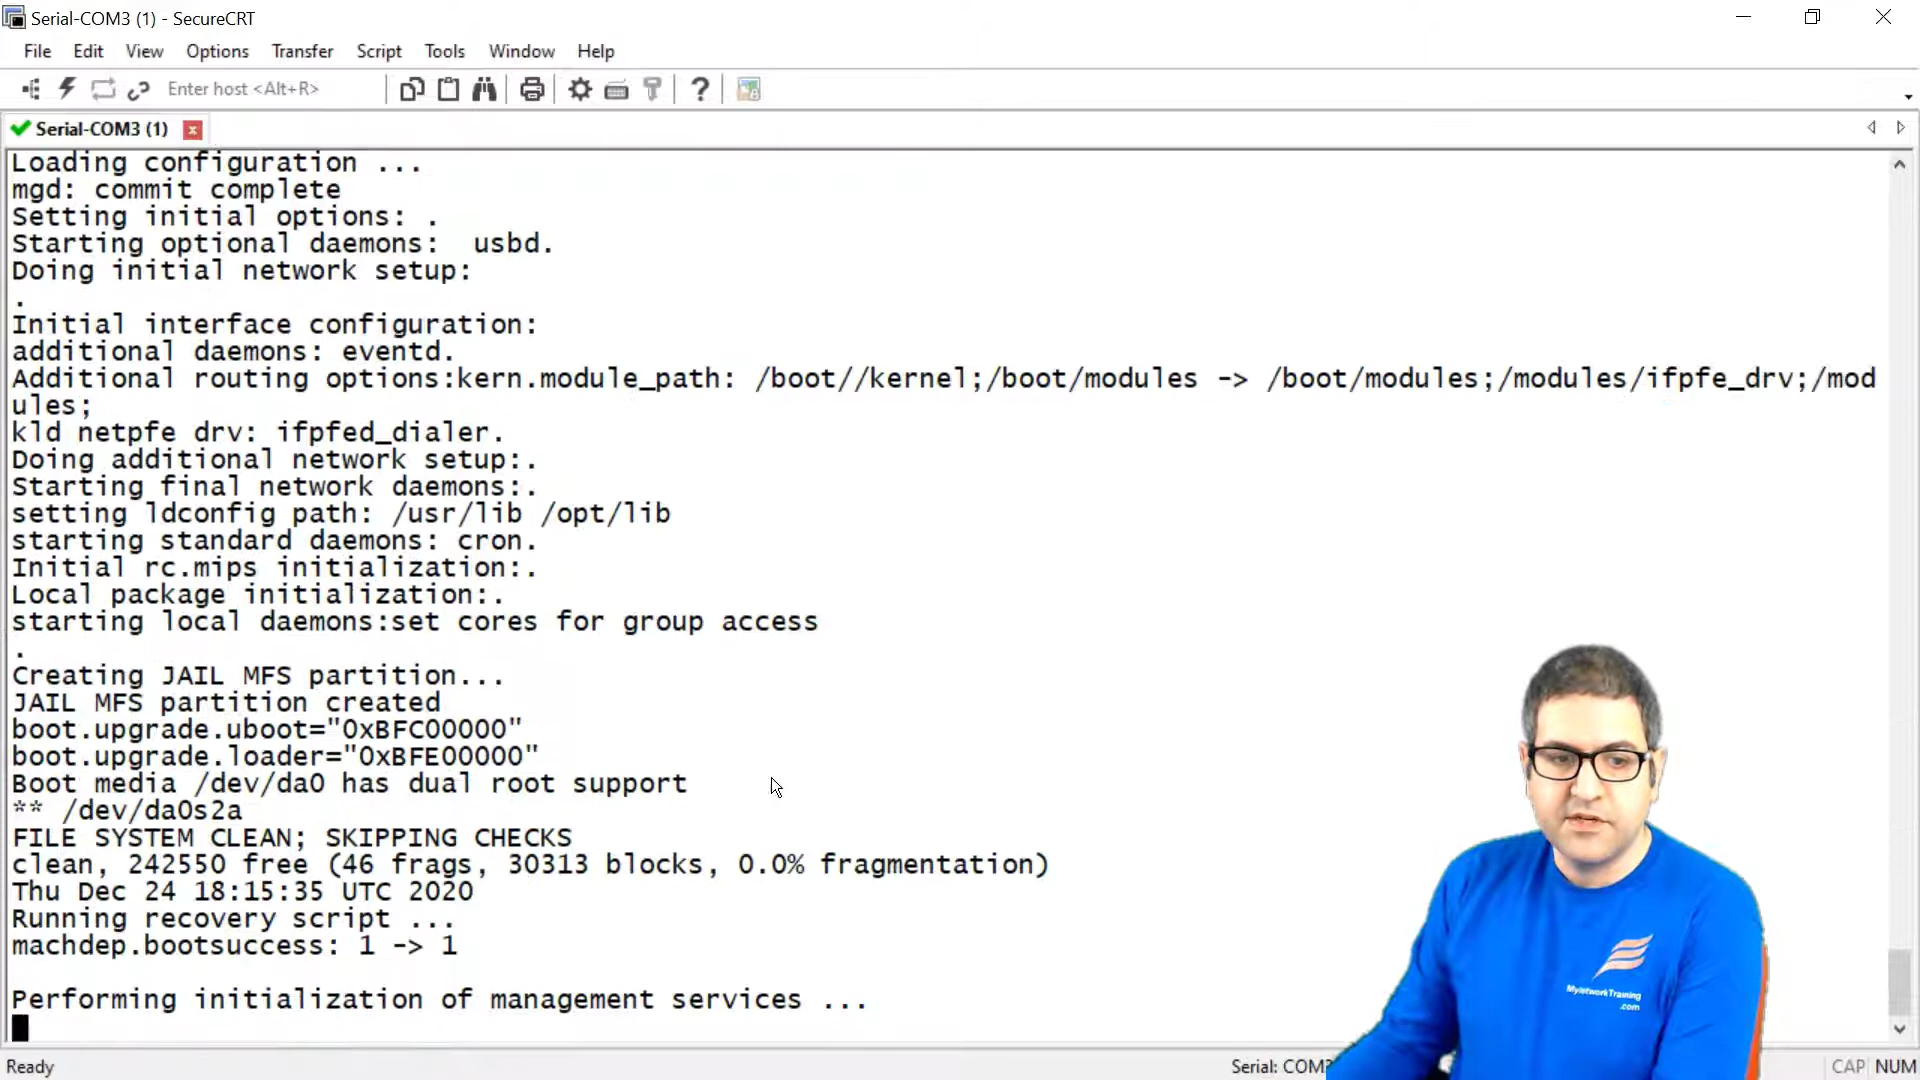 Serial-COM3 (1) - SecureCRT
File Edit View Options Transfer Script Tools Window Help
Enter host <Alt+R>
Serial-COM3 (1)
Loading configuration ...
mgd: commit complete
Setting initial options: .
Starting optional daemons:  usbd.
Doing initial network setup:
.
Initial interface configuration:
additional daemons: eventd.
Additional routing options:kern.module_path: /boot//kernel;/boot/modules -> /boot/modules;/modules/ifpfe_drv;/mod
ules;
kld netpfe drv: ifpfed_dialer.
Doing additional network setup:.
Starting final network daemons:.
setting ldconfig path: /usr/lib /opt/lib
starting standard daemons: cron.
Initial rc.mips initialization:.
Local package initialization:.
starting local daemons:set cores for group access
.
Creating JAIL MFS partition...
JAIL MFS partition created
boot.upgrade.uboot="0xBFC00000"
boot.upgrade.loader="0xBFE00000"
Boot media /dev/da0 has dual root support
** /dev/da0s2a
FILE SYSTEM CLEAN; SKIPPING CHECKS
clean, 242550 free (46 frags, 30313 blocks, 0.0% fragmentation)
Thu Dec 24 18:15:35 UTC 2020
Running recovery script ...
machdep.bootsuccess: 1 -> 1
Performing initialization of management services ...
MynetworkTraining
.com
Ready Serial: COM3 CAP NUM